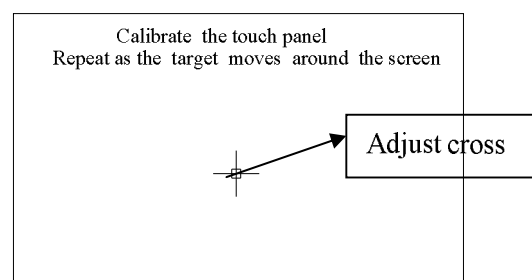 Calibrate the touch panel
Repeat as the target moves around the screen
Adjust cross